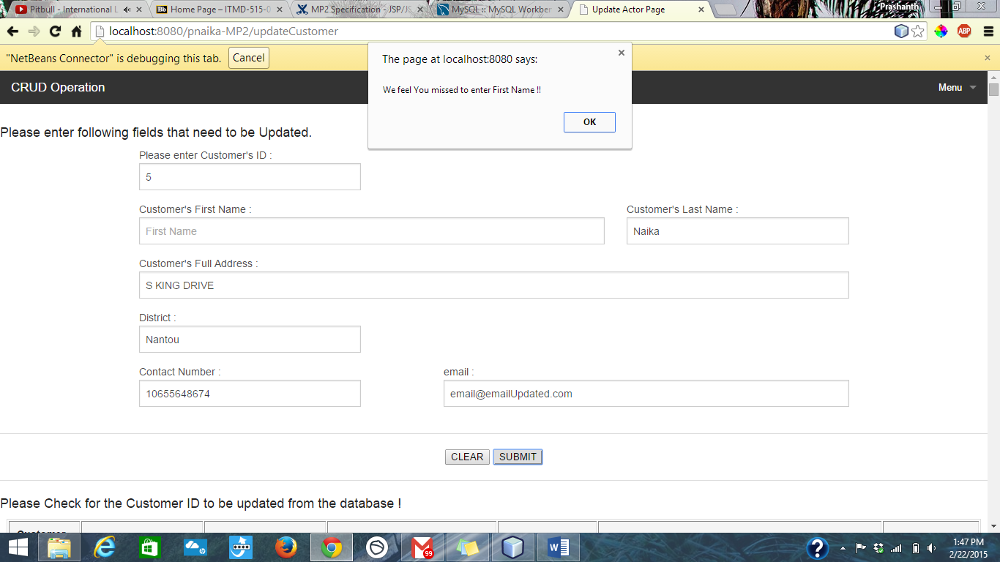 Pitbull - International L
Home Page – ITMD-515-0
MP2 Specification - JSP/JS
MySQL :: MySQL Workber
Update Actor Page
Prashanth
localhost:8080/pnaika-MP2/updateCustomer
ABP
"NetBeans Connector" is debugging this tab.
Cancel
The page at localhost:8080 says:
We feel You missed to enter First Name !!
OK
CRUD Operation
Menu
Please enter following fields that need to be Updated.
Please enter Customer's ID :
5
Customer's First Name :
Customer's Last Name :
First Name
Naika
Customer's Full Address :
S KING DRIVE
District :
Nantou
Contact Number :
email :
10655648674
email@emailUpdated.com
CLEAR
SUBMIT
Please Check for the Customer ID to be updated from the database !
Customer
99
1:47 PM
2/22/2015